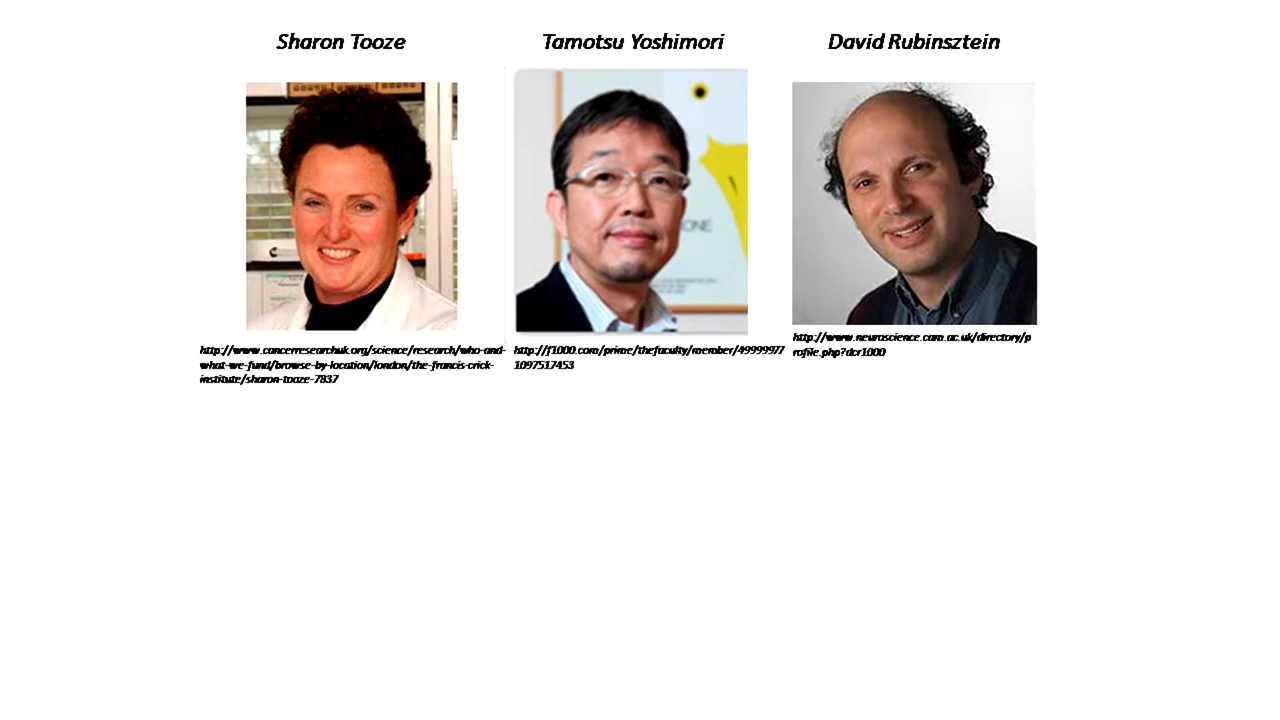 Sharon Tooze
Tamotsu Yoshimori
David Rubinsztein
ONE
http://www.cancerresearchuk.org/science/research/who-and-
what-we-fund/browse-by-location/london/the-francis-crick-
institute/sharon-tooze-7837
http://f1000.com/prime/thefaculty/member/49999977
1097517453
http://www.neuroscience.cam.ac.uk/directory/p
rofile.php?dcr1000